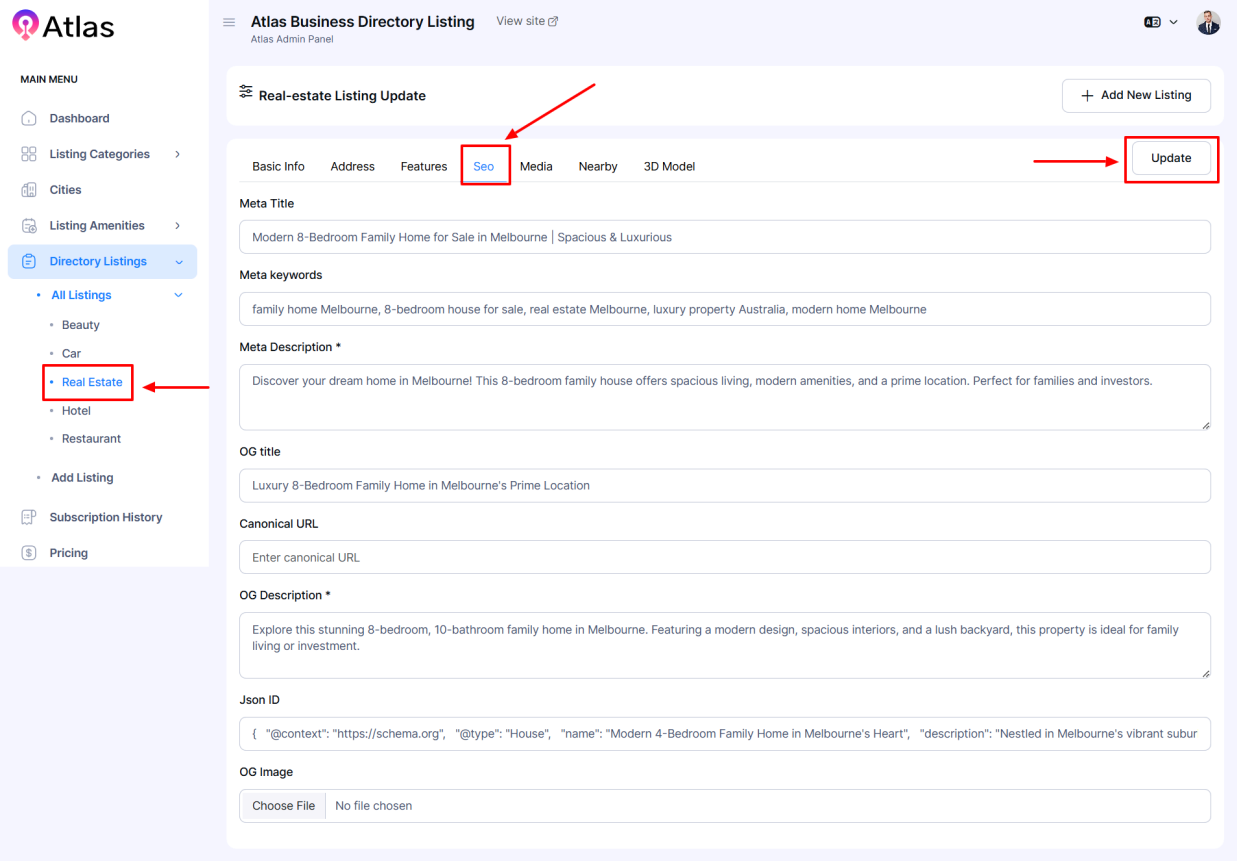 Atlas
MAIN MENU
Dashboard
Listing Categories
Cities
Listing Amenities
Directory Listings
All Listings
Beauty
Car
Real Estate
Hotel
Restaurant
Add Listing
Subscription History
Pricing
Atlas Business Directory Listing
View site
Atlas Admin Panel
Real-estate Listing Update
Add New Listing
Basic Info Address Features Seo Media Nearby 3D Model
Update
Meta Title
Modern 8-Bedroom Family Home for Sale in Melbourne | Spacious & Luxurious
Meta keywords
family home Melbourne, 8-bedroom house for sale, real estate Melbourne, luxury property Australia, modern home Melbourne
Meta Description *
Discover your dream home in Melbourne! This 8-bedroom family house offers spacious living, modern amenities, and a prime location. Perfect for families and investors.
OG title
Luxury 8-Bedroom Family Home in Melbourne's Prime Location
Canonical URL
Enter canonical URL
OG Description *
Explore this stunning 8-bedroom, 10-bathroom family home in Melbourne. Featuring a modern design, spacious interiors, and a lush backyard, this property is ideal for family
living or investment.
Json ID
{ "@context": "https://schema.org", "@type": "House", "name": "Modern 4-Bedroom Family Home in Melbourne's Heart", "description": "Nestled in Melbourne's vibrant subur
OG Image
Choose File No file chosen